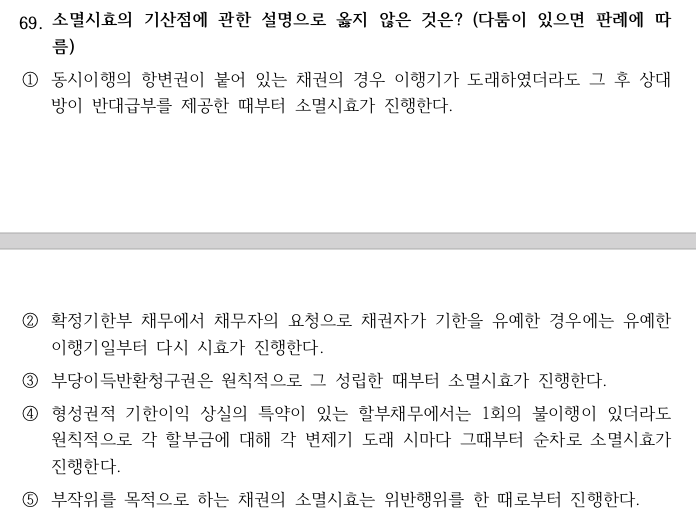 69. 소멸시효의 기산점에 관한 설명으로 옳지 않은 것은? (다툼이 있으면 판례에 따
름)
① 동시이행의 항변권이 붙어 있는 채권의 경우 이행기가 도래하였더라도 그 후 상대
방이 반대급부를 제공한 때부터 소멸시효가 진행한다.
② 확정기한부 채무에서 채무자의 요청으로 채권자가 기한을 유예한 경우에는 유예한
이행기일부터 다시 시효가 진행한다.
③ 부당이득반환청구권은 원칙적으로 그 성립한 때부터 소멸시효가 진행한다.
④ 형성권적 기한이익 상실의 특약이 있는 할부채무에서는 1회의 불이행이 있더라도
원칙적으로 각 할부금에 대해 각 변제기 도래 시마다 그때부터 순차로 소멸시효가
진행한다.
⑤ 부작위를 목적으로 하는 채권의 소멸시효는 위반행위를 한 때로부터 진행한다.